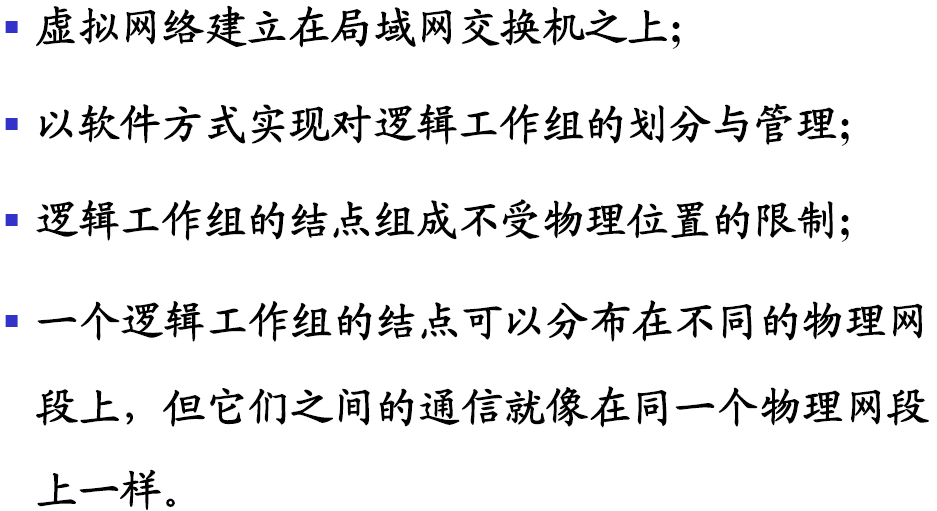 ▪ 虚拟网络建立在局域网交换机之上；
▪ 以软件方式实现对逻辑工作组的划分与管理；
▪ 逻辑工作组的结点组成不受物理位置的限制；
▪ 一个逻辑工作组的结点可以分布在不同的物理网
段上，但它们之间的通信就像在同一个物理网段
上一样。